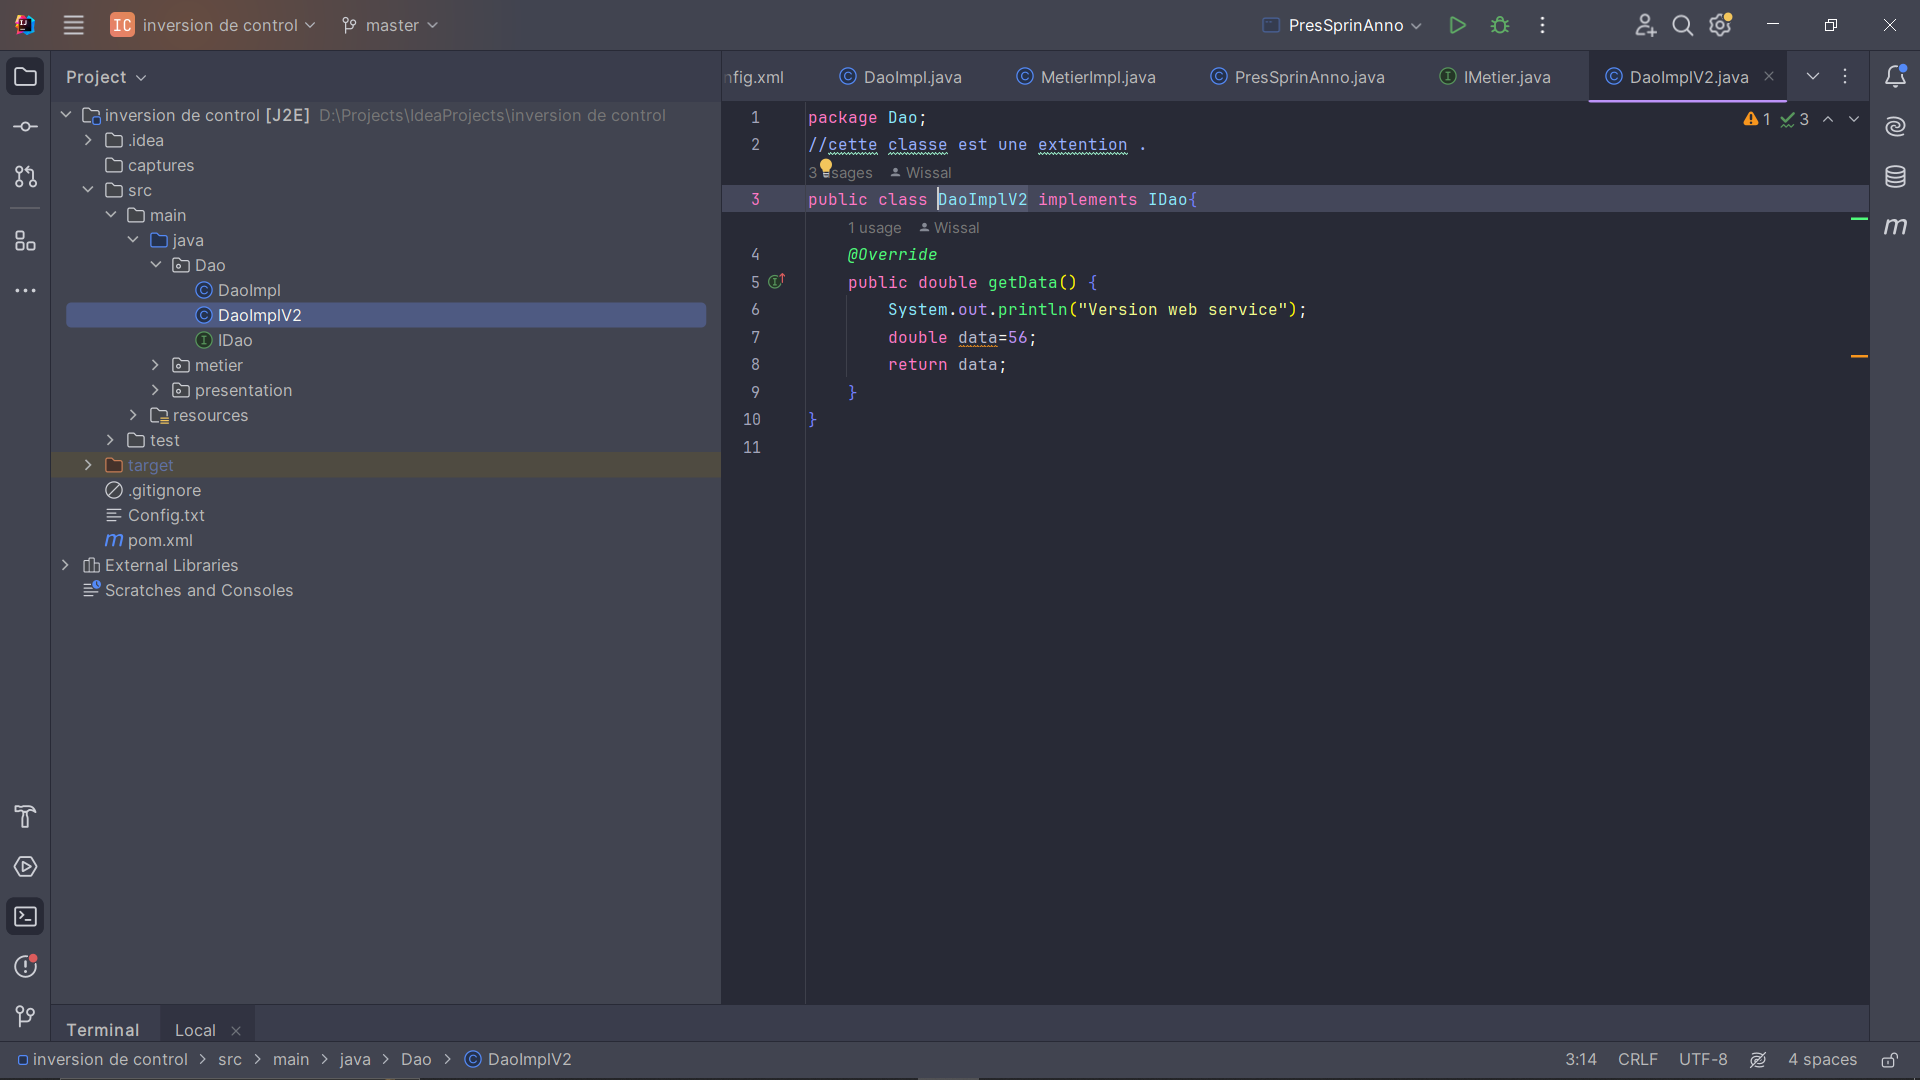 IC inversion de control master PresSprinAnno
Project
nfig.xml DaoImpl.java MetierImpl.java PresSprinAnno.java IMetier.java DaoImplV2.java
inversion de control [J2E] D:\Projects\IdeaProjects\inversion de control
.idea
captures
src
main
java
Dao
DaoImpl
DaoImplV2
IDao
metier
presentation
resources
test
target
.gitignore
Config.txt
m pom.xml
External Libraries
Scratches and Consoles
1 package Dao;
1 3
2 //cette classe est une extention .
3 usages Wissal
3 public class DaoImplV2 implements IDao{
1 usage Wissal
4 @Override
5 public double getData() {
6 System.out.println("Version web service");
7 double data=56;
8 return data;
9 }
10 }
11
m
Terminal Local
inversion de control > src > main > java > Dao > DaoImplV2 3:14 CRLF UTF-8 4 spaces